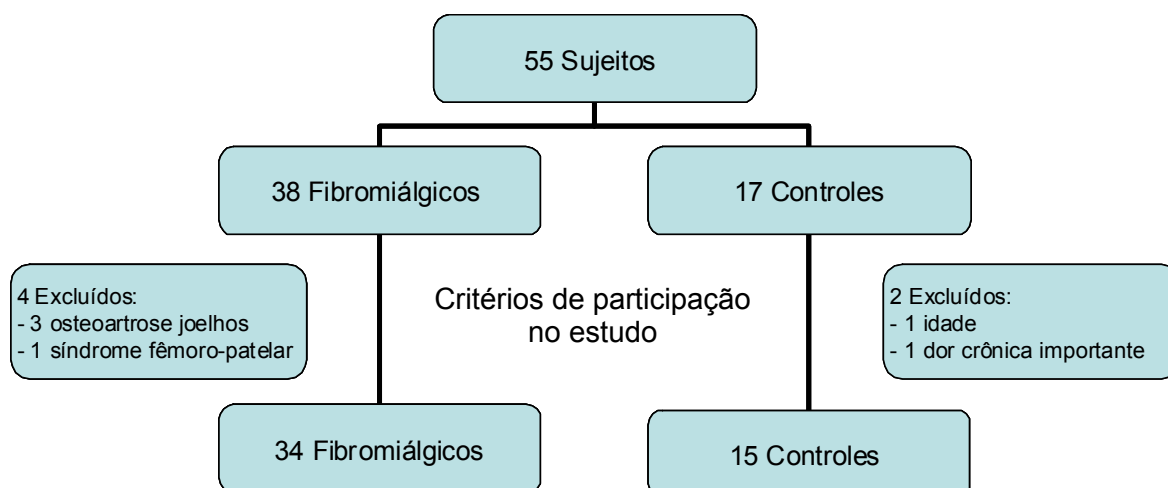 55 Sujeitos
38 Fibromiálgicos
17 Controles
4 Excluídos:
- 3 osteoartrose joelhos
- 1 síndrome fêmoro-patelar
Critérios de participação
no estudo
2 Excluídos:
- 1 idade
- 1 dor crônica importante
34 Fibromiálgicos
15 Controles